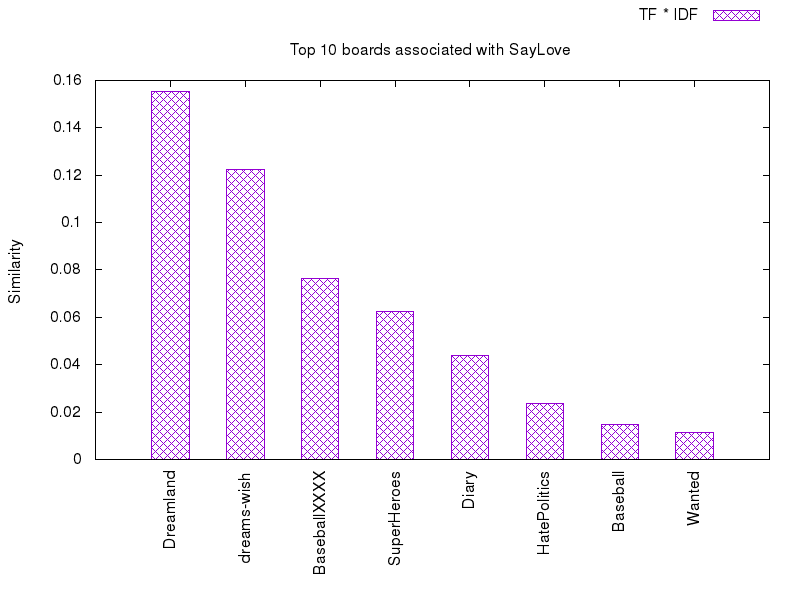 TF * IDF
Top 10 boards associated with SayLove
Similarity
0.16
0.14
0.12
0.1
0.08
0.06
0.04
0.02
0
Dreamland
dreams-wish
BaseballXXXX
SuperHeroes
Diary
HatePolitics
Baseball
Wanted